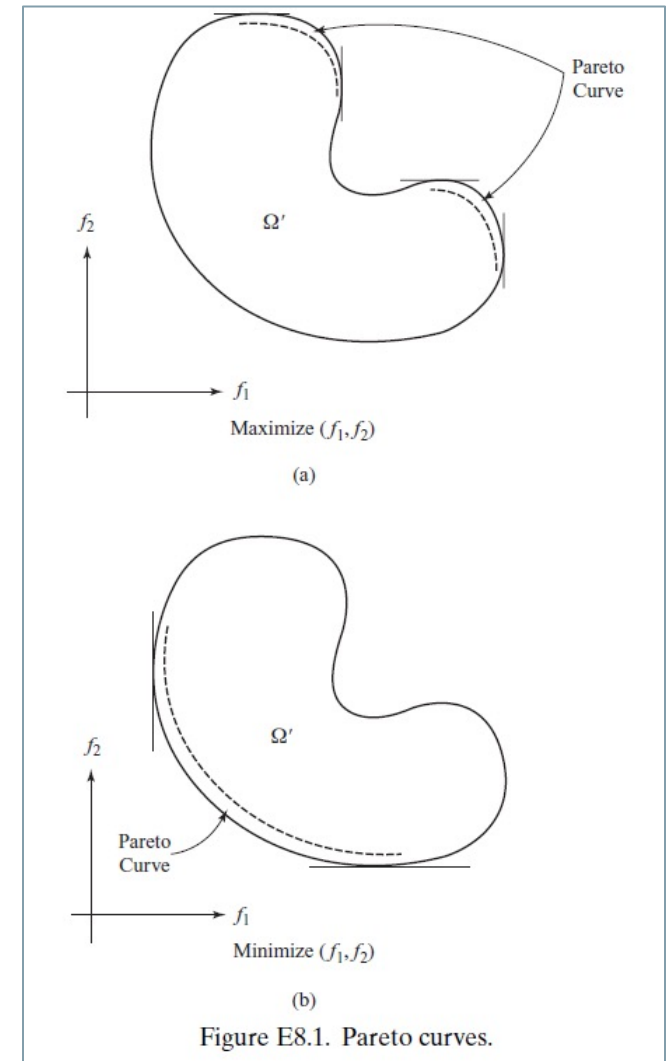 Pareto
Curve
Ω′
f₂
f₁
Maximize (f₁, f₂)
(a)
Ω′
f₂
Pareto
Curve
f₁
Minimize (f₁, f₂)
(b)
Figure E8.1. Pareto curves.